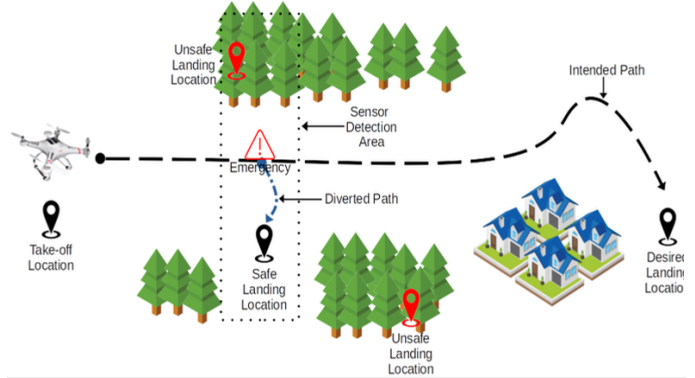 Unsafe
Landing
Location
Intended Path
Sensor
Detection
Area
Emergency
Diverted Path
Take-off
Location
Safe
Landing
Location
Desired
Landing
Locatio
Unsafe
Landing
Location